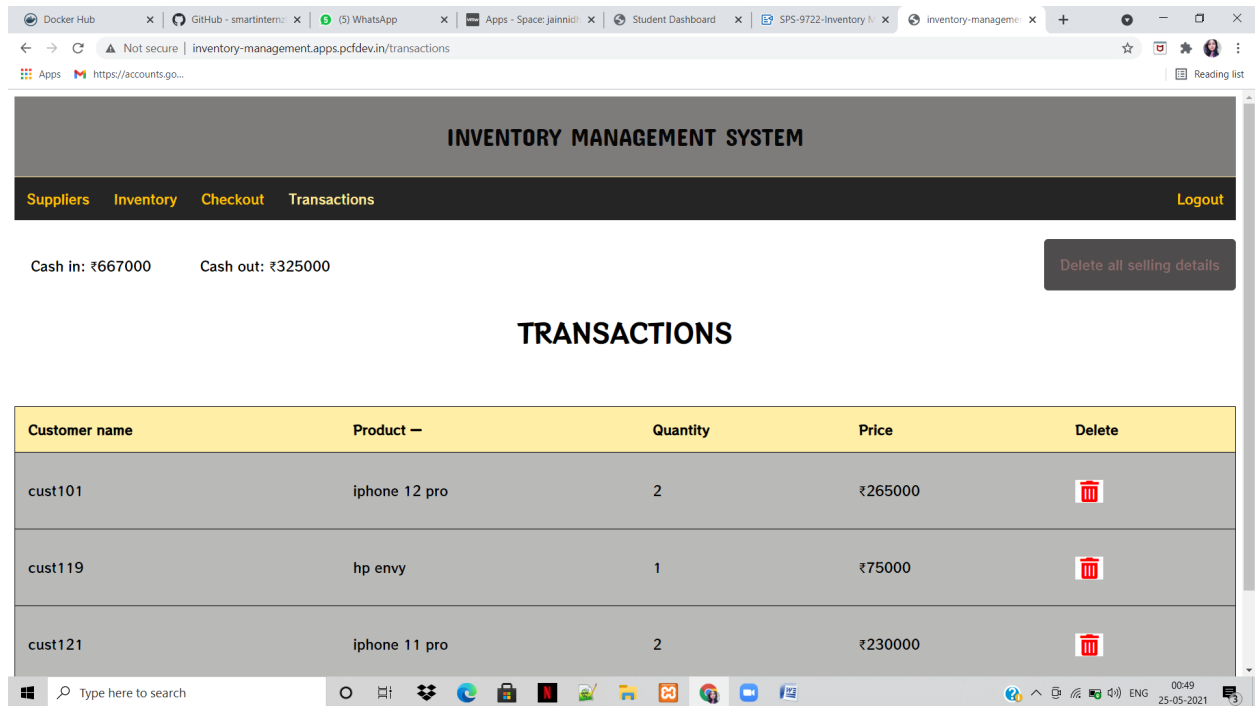 Docker Hub
GitHub - smartinternz
(5) WhatsApp
Apps - Space: jainnidh
Student Dashboard
SPS-9722-Inventory M
inventory-managemen
Not secure | inventory-management.apps.pcfdev.in/transactions
Apps
https://accounts.go...
Reading list
INVENTORY MANAGEMENT SYSTEM
Suppliers Inventory Checkout Transactions Logout
Cash in: ₹667000 Cash out: ₹325000 Delete all selling details
TRANSACTIONS
Customer name Product — Quantity Price Delete
cust101 iphone 12 pro 2 ₹265000
cust119 hp envy 1 ₹75000
cust121 iphone 11 pro 2 ₹230000
Type here to search
ENG
00:49
25-05-2021
3